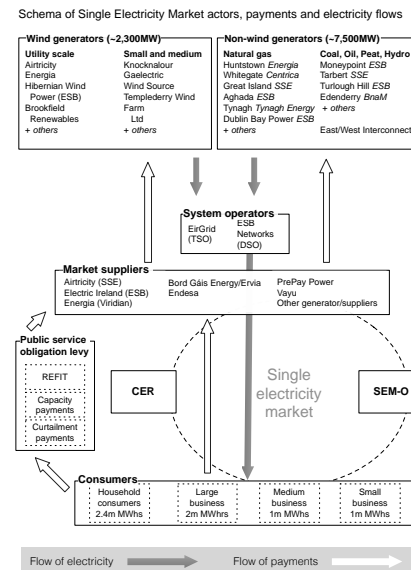 Schema of Single Electricity Market actors, payments and electricity flows
Wind generators (~2,300MW)
Utility scale
Airtricity
Energia
Hibernian Wind
Power (ESB)
Brookfield
Renewables
+ others
Small and medium
Knocknalour
Gaelectric
Wind Source
Templederry Wind
Farm
Ltd
+ others
Non-wind generators (~7,500MW)
Natural gas
Huntstown Energia
Whitegate Centrica
Great Island SSE
Aghada ESB
Tynagh Tynagh Energy
Dublin Bay Power ESB
+ others
Coal, Oil, Peat, Hydro
Moneypoint ESB
Tarbert SSE
Turlough Hill ESB
Edenderry BnaM
+ others
East/West Interconnect
System operators
EirGrid
(TSO)
ESB
Networks
(DSO)
Market suppliers
Airtricity (SSE)
Electric Ireland (ESB)
Energia (Viridian)
Bord Gáis Energy/Ervia
Endesa
PrePay Power
Vayu
Other generator/suppliers
Public service
obligation levy
REFIT
Capacity
payments
Curtailment
payments
CER
Single
electricity
market
SEM-O
Consumers
Household
consumers
2.4m MWhs
Large
business
2m MWhrs
Medium
business
1m MWhs
Small
business
1m MWhs
Flow of electricity
Flow of payments